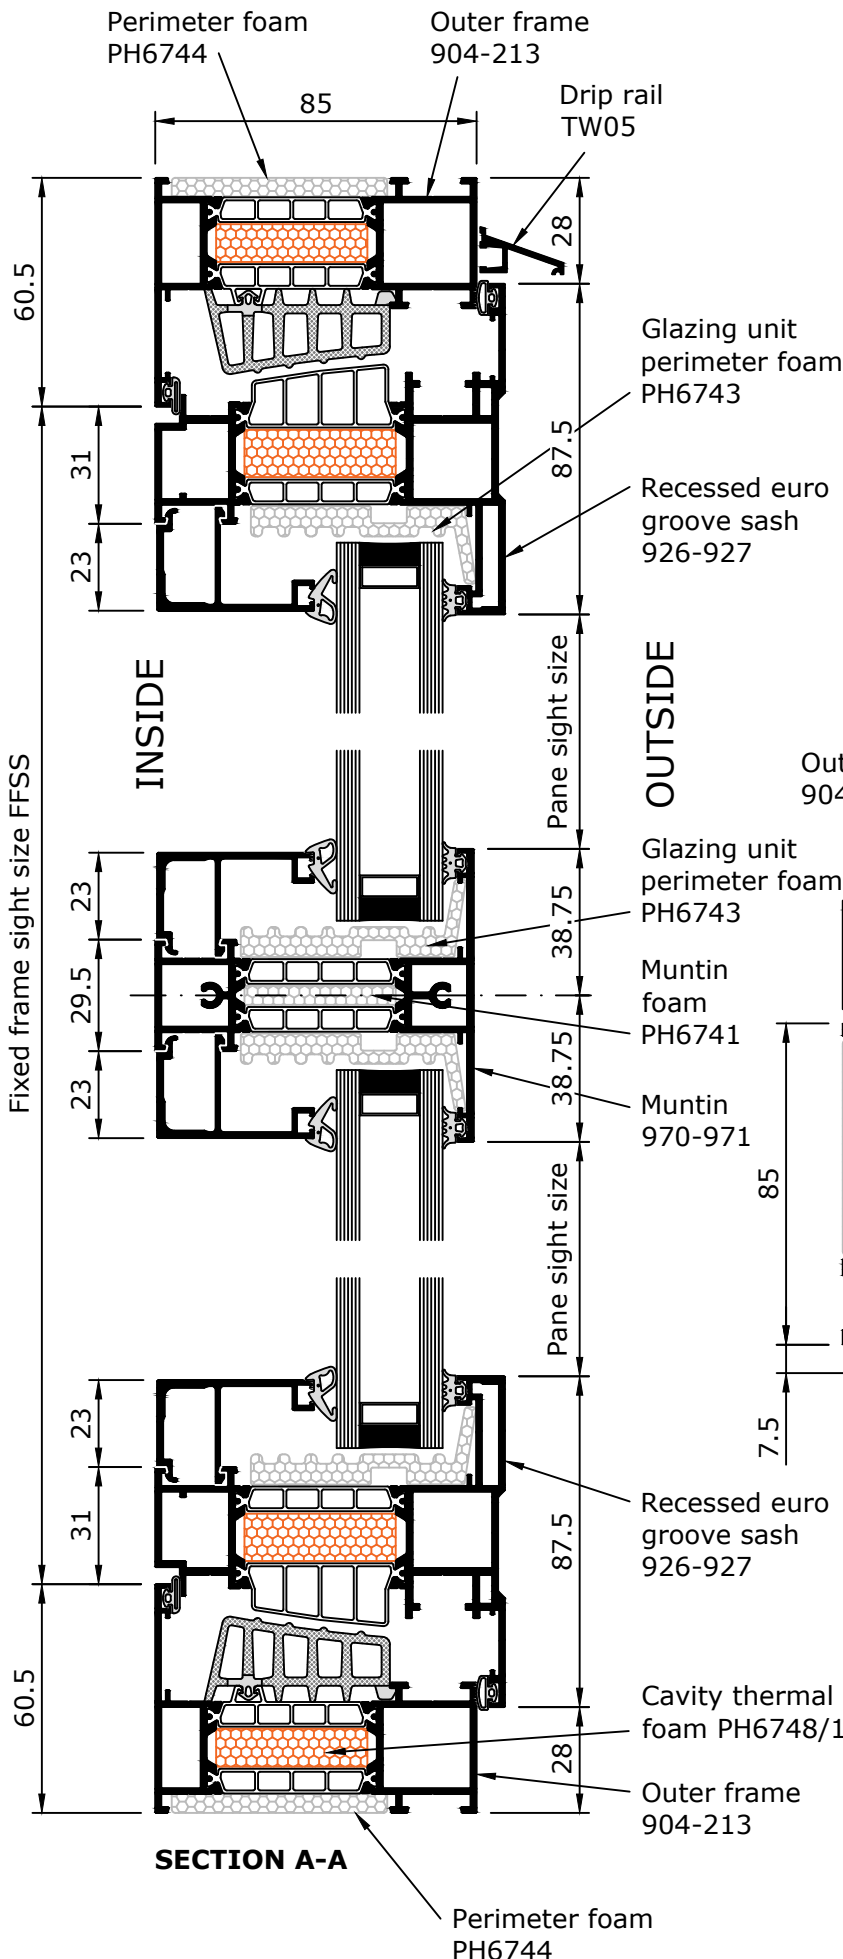 Perimeter foam
PH6744
Outer frame
904-213
85
Drip rail
TW05
60.5
28
Glazing unit
perimeter foam
PH6743
87.5
31
23
Recessed euro
groove sash
926-927
INSIDE
OUTSIDE
Pane sight size
Fixed frame sight size FFSS
Out
904
Glazing unit
perimeter foam
PH6743
23
38.75
29.5
Muntin
foam
PH6741
23
38.75
Muntin
970-971
85
Pane sight size
7.5
23
31
87.5
Recessed euro
groove sash
926-927
60.5
28
Cavity thermal
foam PH6748/1
Outer frame
904-213
SECTION A-A
Perimeter foam
PH6744